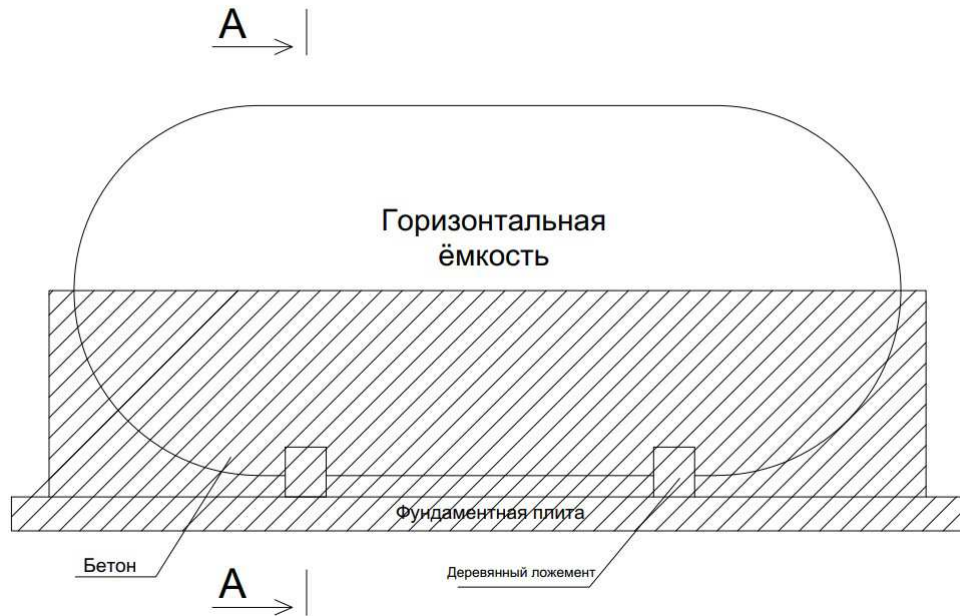 А
Горизонтальная
ёмкость
Фундаментная плита
Бетон
Деревянный ложемент
А